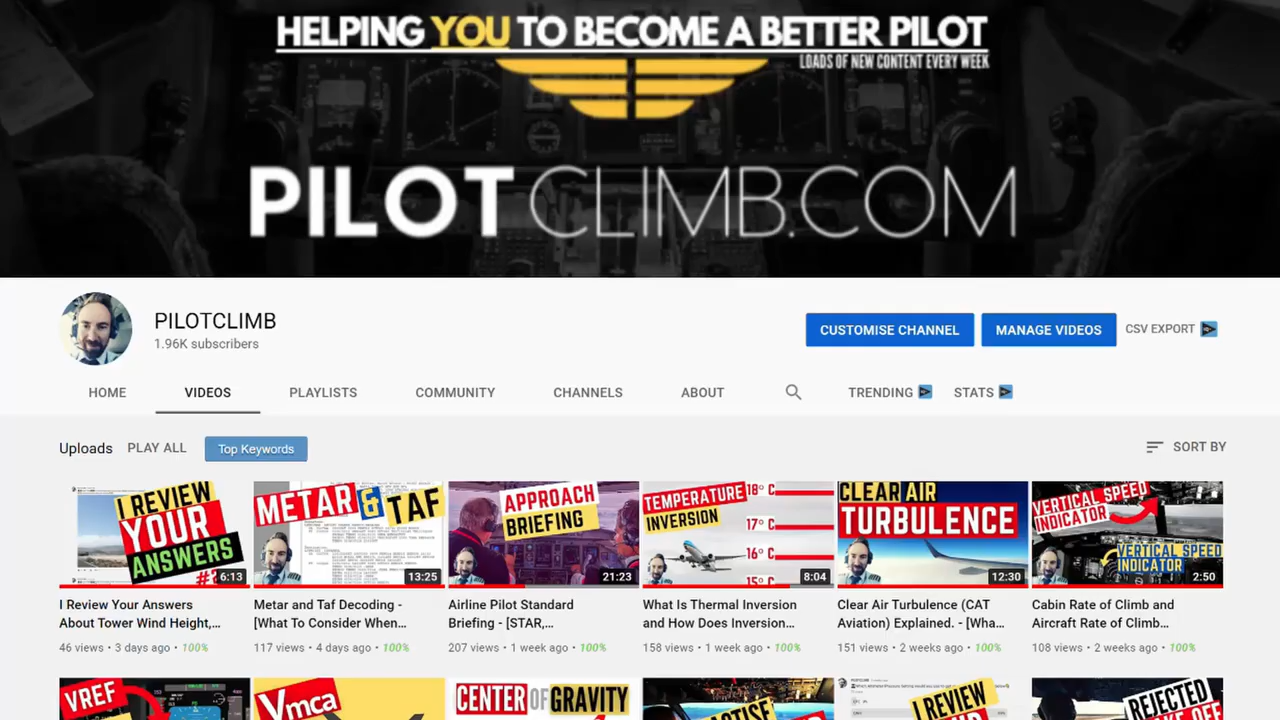 HELPING YOU TO BECOME A BETTER PILOT
LOADS OF NEW CONTENT EVERY WEEK
PILOTCLIMB.COM
PILOTCLIMB
1.96K subscribers
CUSTOMISE CHANNEL
MANAGE VIDEOS
CSV EXPORT
HOME
VIDEOS
PLAYLISTS
COMMUNITY
CHANNELS
ABOUT
TRENDING
STATS
Uploads
PLAY ALL
Top Keywords
SORT BY
I REVIEW
YOUR
ANSWERS
6:13
METAR & TAF
13:25
APPROACH
BRIEFING
21:23
TEMPERATURE
INVERSION
18° C
17° C
16° C
15° C
8:04
CLEAR AIR
TURBULENCE
12:30
VERTICAL SPEED
INDICATOR
VERTICAL SPEED
INDICATOR
2:50
I Review Your Answers
About Tower Wind Height,...
46 views • 3 days ago • 100%
Metar and Taf Decoding -
[What To Consider When...
117 views • 4 days ago • 100%
Airline Pilot Standard
Briefing - [STAR,...
207 views • 1 week ago • 100%
What Is Thermal Inversion
and How Does Inversion...
158 views • 1 week ago • 100%
Clear Air Turbulence (CAT
Aviation) Explained. - [Wha...
151 views • 2 weeks ago • 100%
Cabin Rate of Climb and
Aircraft Rate of Climb...
108 views • 2 weeks ago • 100%
VREF
Vmca
CENTER OF GRAVITY
I REVIEW
REJECTED